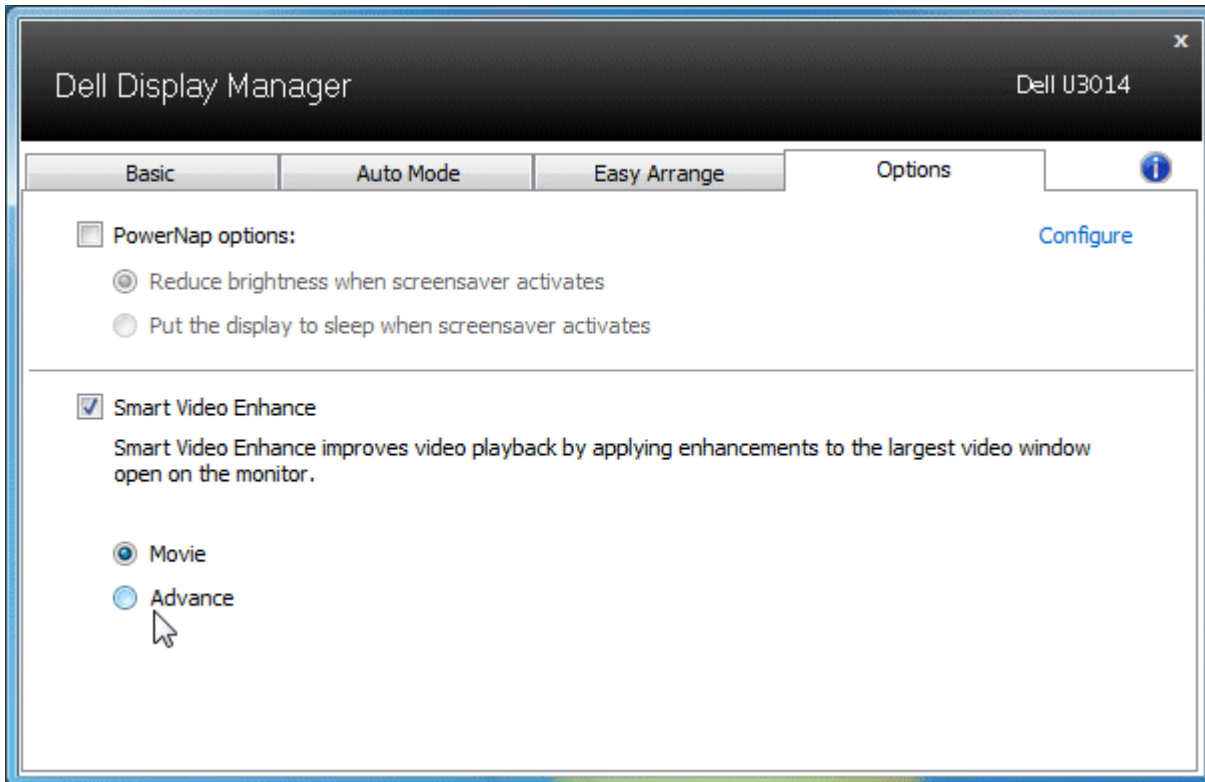 x
Dell Display Manager
Dell U3014
Basic
Auto Mode
Easy Arrange
Options
i
PowerNap options:
Configure
Reduce brightness when screensaver activates
Put the display to sleep when screensaver activates
Smart Video Enhance
Smart Video Enhance improves video playback by applying enhancements to the largest video window
open on the monitor.
Movie
Advance